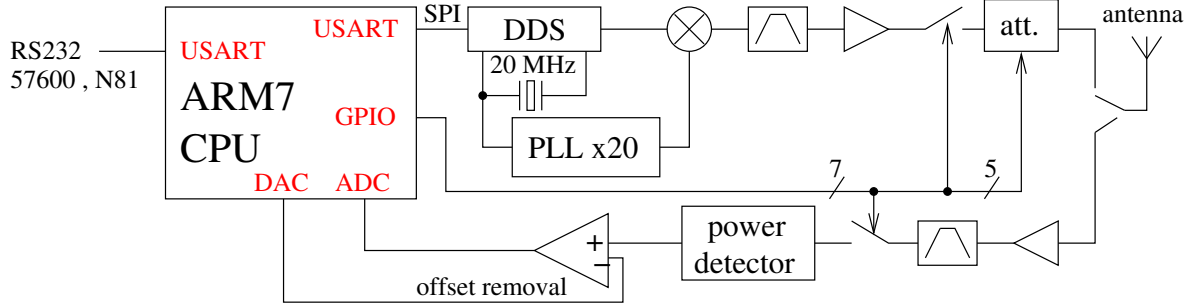 SPI
antenna
USART
DDS
att.
RS232
57600 , N81
USART
20 MHz
ARM7
CPU
GPIO
PLL x20
7
5
DAC
ADC
+
−
power
detector
offset removal